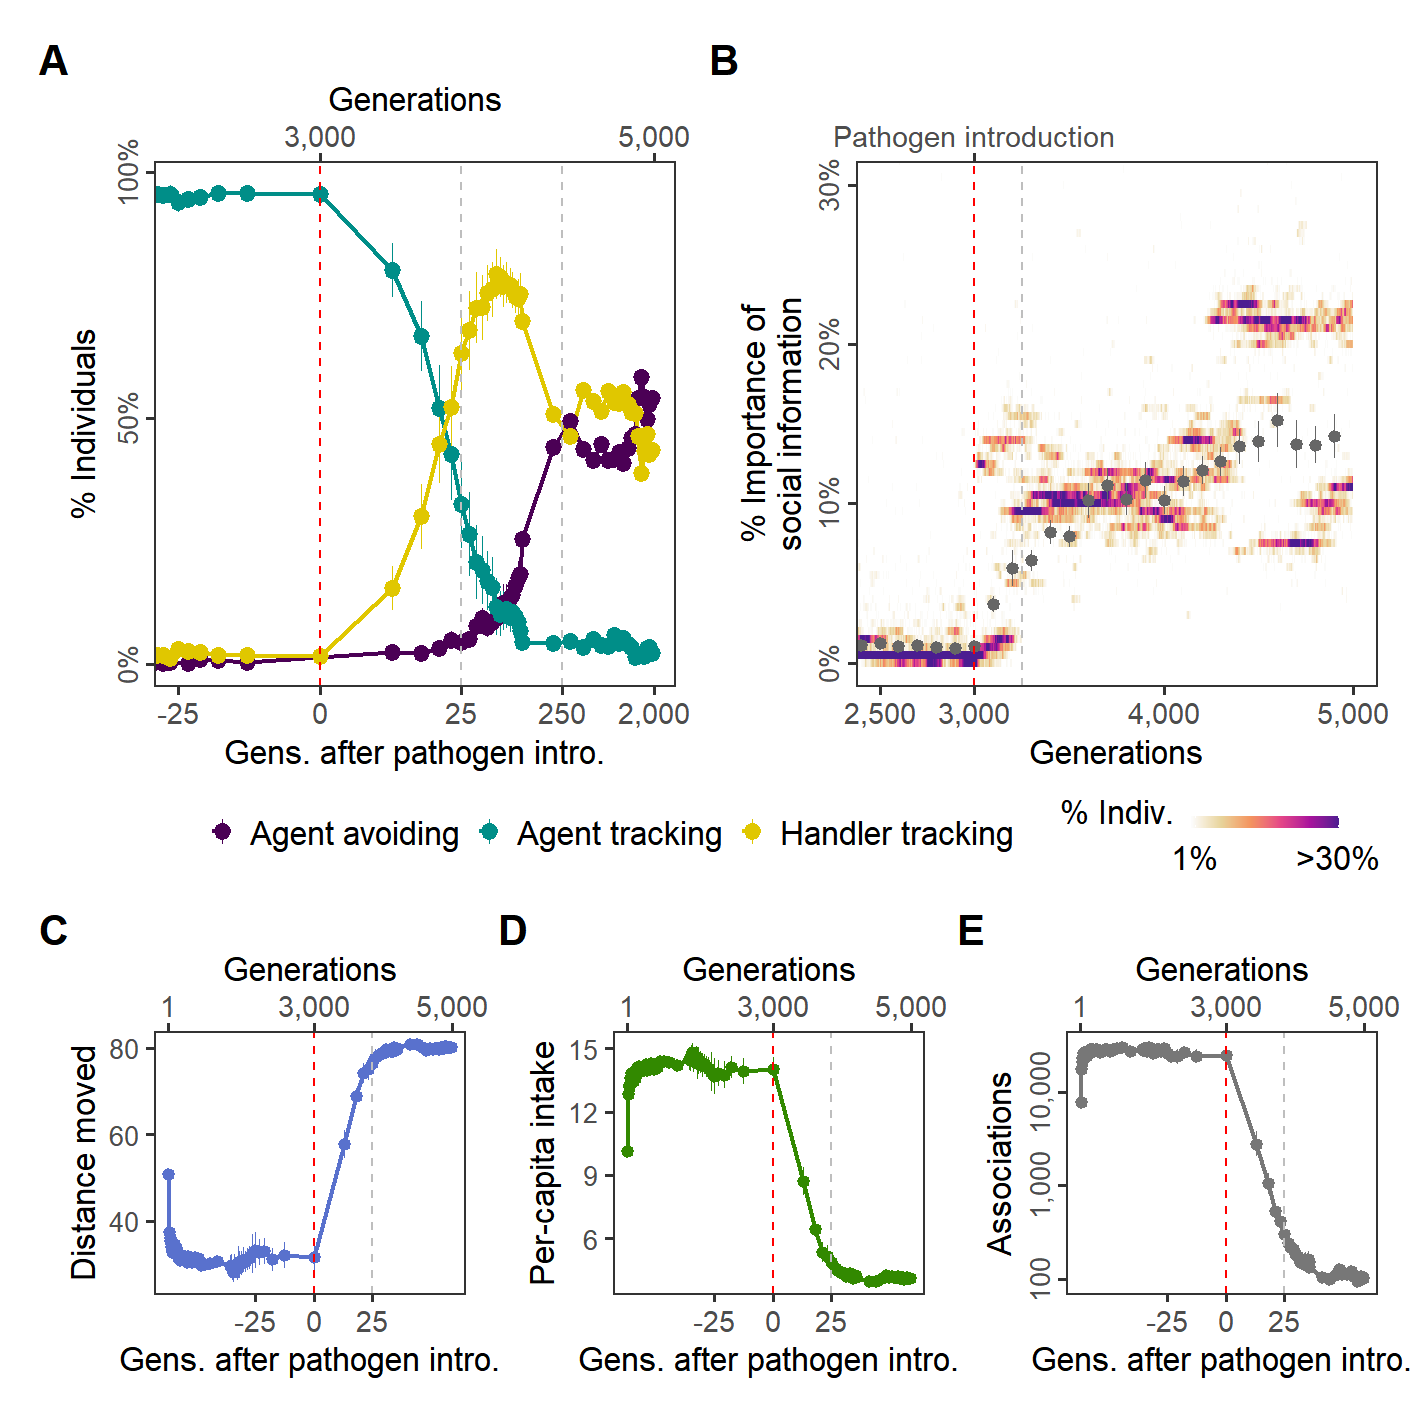 A
Generations
3,000
5,000
100%
50%
0%
% Individuals
-25
0
25
250
2,000
Gens. after pathogen intro.
B
Pathogen introduction
30%
20%
10%
0%
% Importance of
social information
2,500
3,000
4,000
5,000
Generations
Agent avoiding
Agent tracking
Handler tracking
% Indiv.
1%
>30%
C
Generations
1
3,000
5,000
80
60
40
Distance moved
-25
0
25
Gens. after pathogen intro.
D
Generations
1
3,000
5,000
15
12
9
6
Per-capita intake
-25
0
25
Gens. after pathogen intro.
E
Generations
1
3,000
5,000
10,000
1,000
100
Associations
-25
0
25
Gens. after pathogen intro.